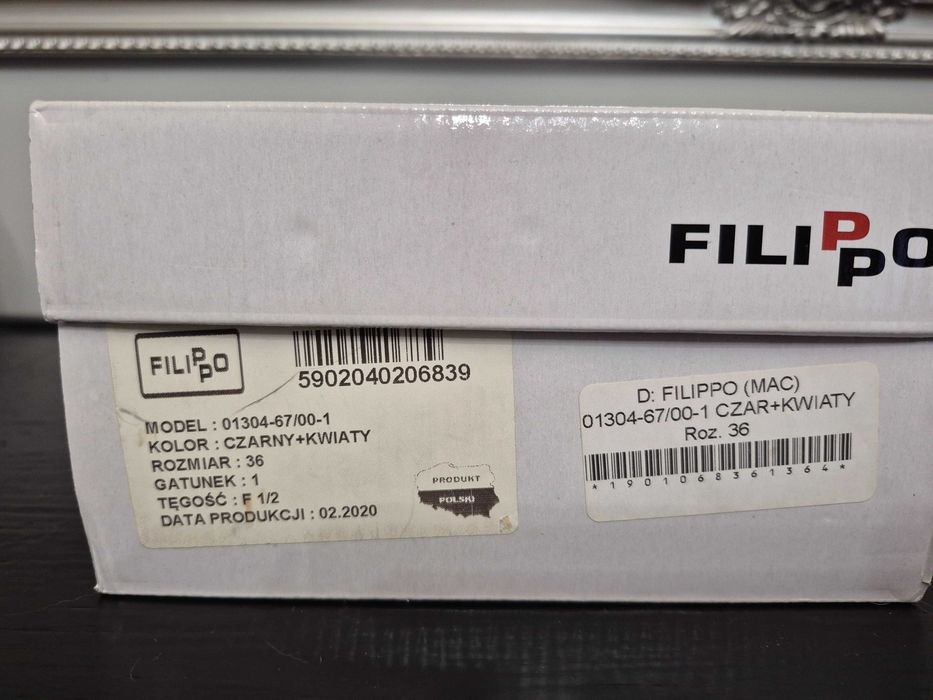 FILIPPO
FILIPPO
5902040206839
MODEL : 01304-67/00-1
KOLOR : CZARNY+KWIATY
ROZMIAR : 36
GATUNEK : 1
TĘGOŚĆ : F 1/2
DATA PRODUKCJI : 02.2020
PRODUKT
POLSKI
D: FILIPPO (MAC)
01304-67/00-1 CZAR+KWIATY
Roz. 36
*1901068361364*